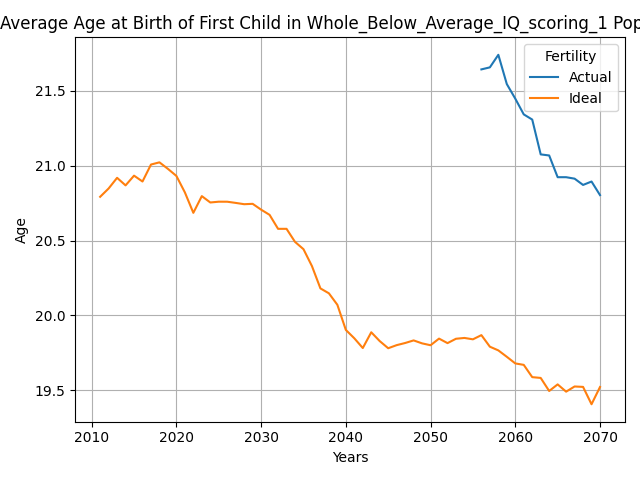 Average Age at Birth of First Child in Whole_Below_Average_IQ_scoring_1 Pop
Fertility
Actual
Ideal
21.5
21.0
20.5
20.0
19.5
Age
2010 2020 2030 2040 2050 2060 2070
Years